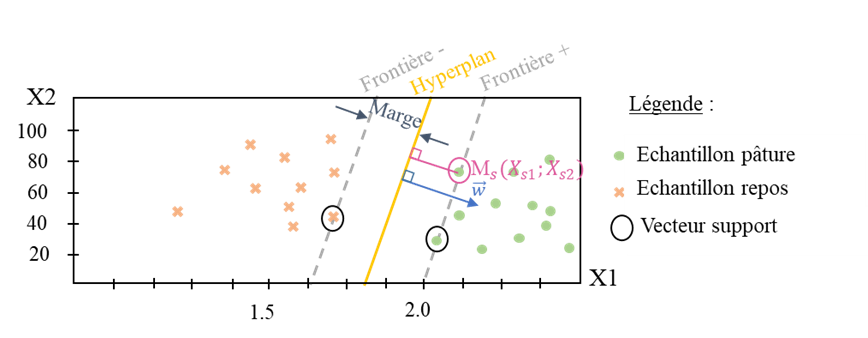 Frontière -
Hyperplan
Frontière +
X2
Marge
Légende :
100
80
60
40
20
Mₛ(Xₛ₁;Xₛ₂)
w⃗
Echantillon pâture
Echantillon repos
Vecteur support
X1
1.5
2.0